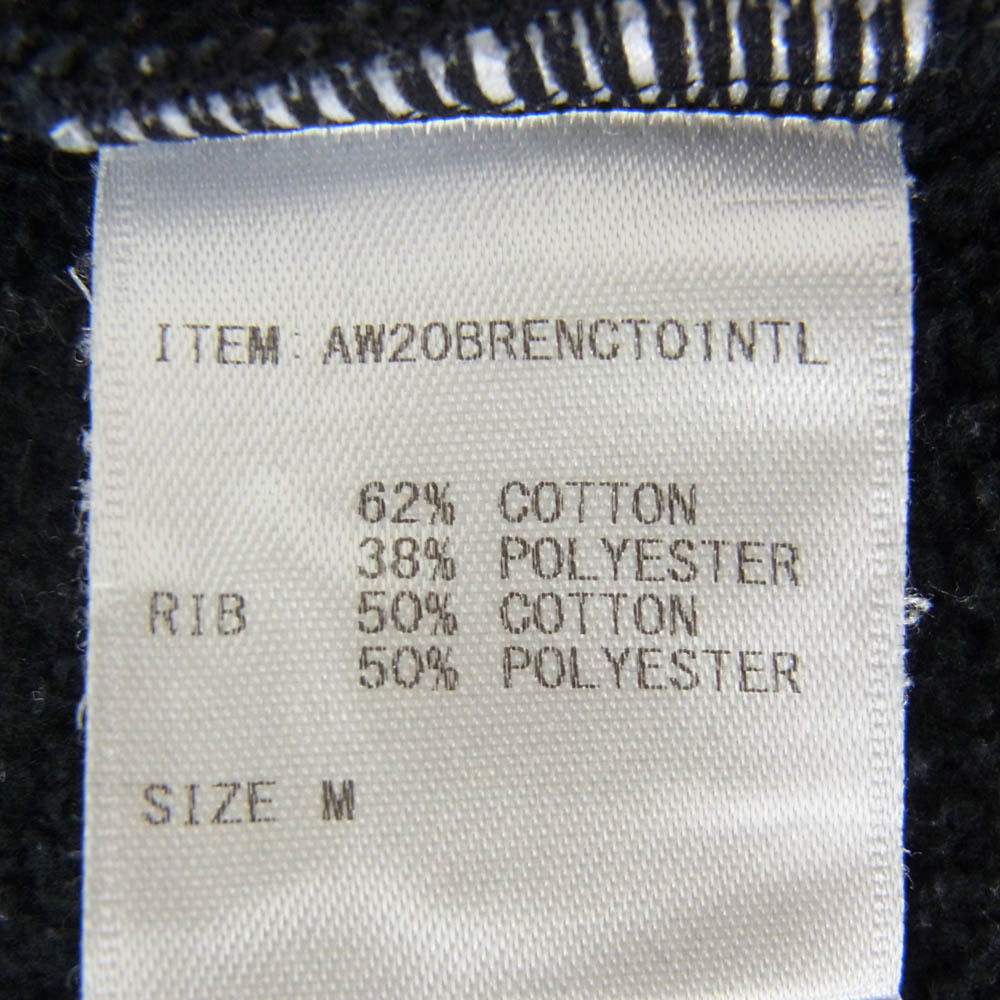 ITEM: AW20BRENCT01NTL
62% COTTON
38% POLYESTER
RIB 50% COTTON
50% POLYESTER
SIZE M